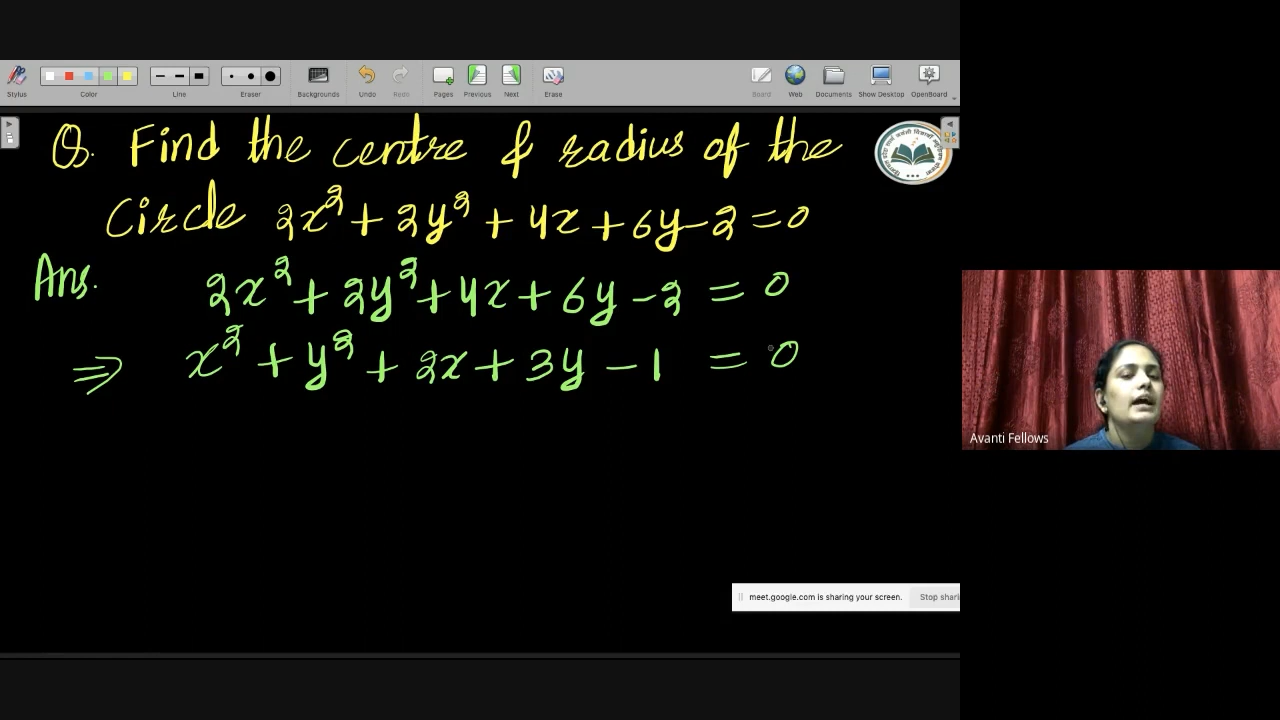 Stylus Color Line Eraser Backgrounds Undo Redo Pages Previous Next Erase Board Web Documents Show Desktop OpenBoard
Q. Find the centre & radius of the
Circle 2x² + 2y² + 4x + 6y - 2 = 0
Ans. 2x² + 2y² + 4x + 6y - 2 = 0
⇒ x² + y² + 2x + 3y - 1 = 0
Avanti Fellows
meet.google.com is sharing your screen. Stop shari